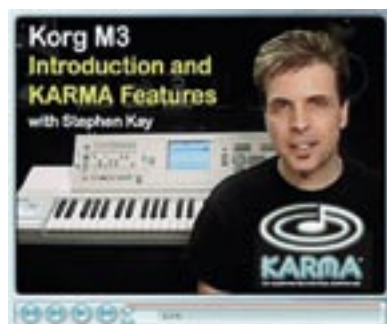 Korg M3
Introduction and
KARMA Features
with Stephen Kay
KARMA